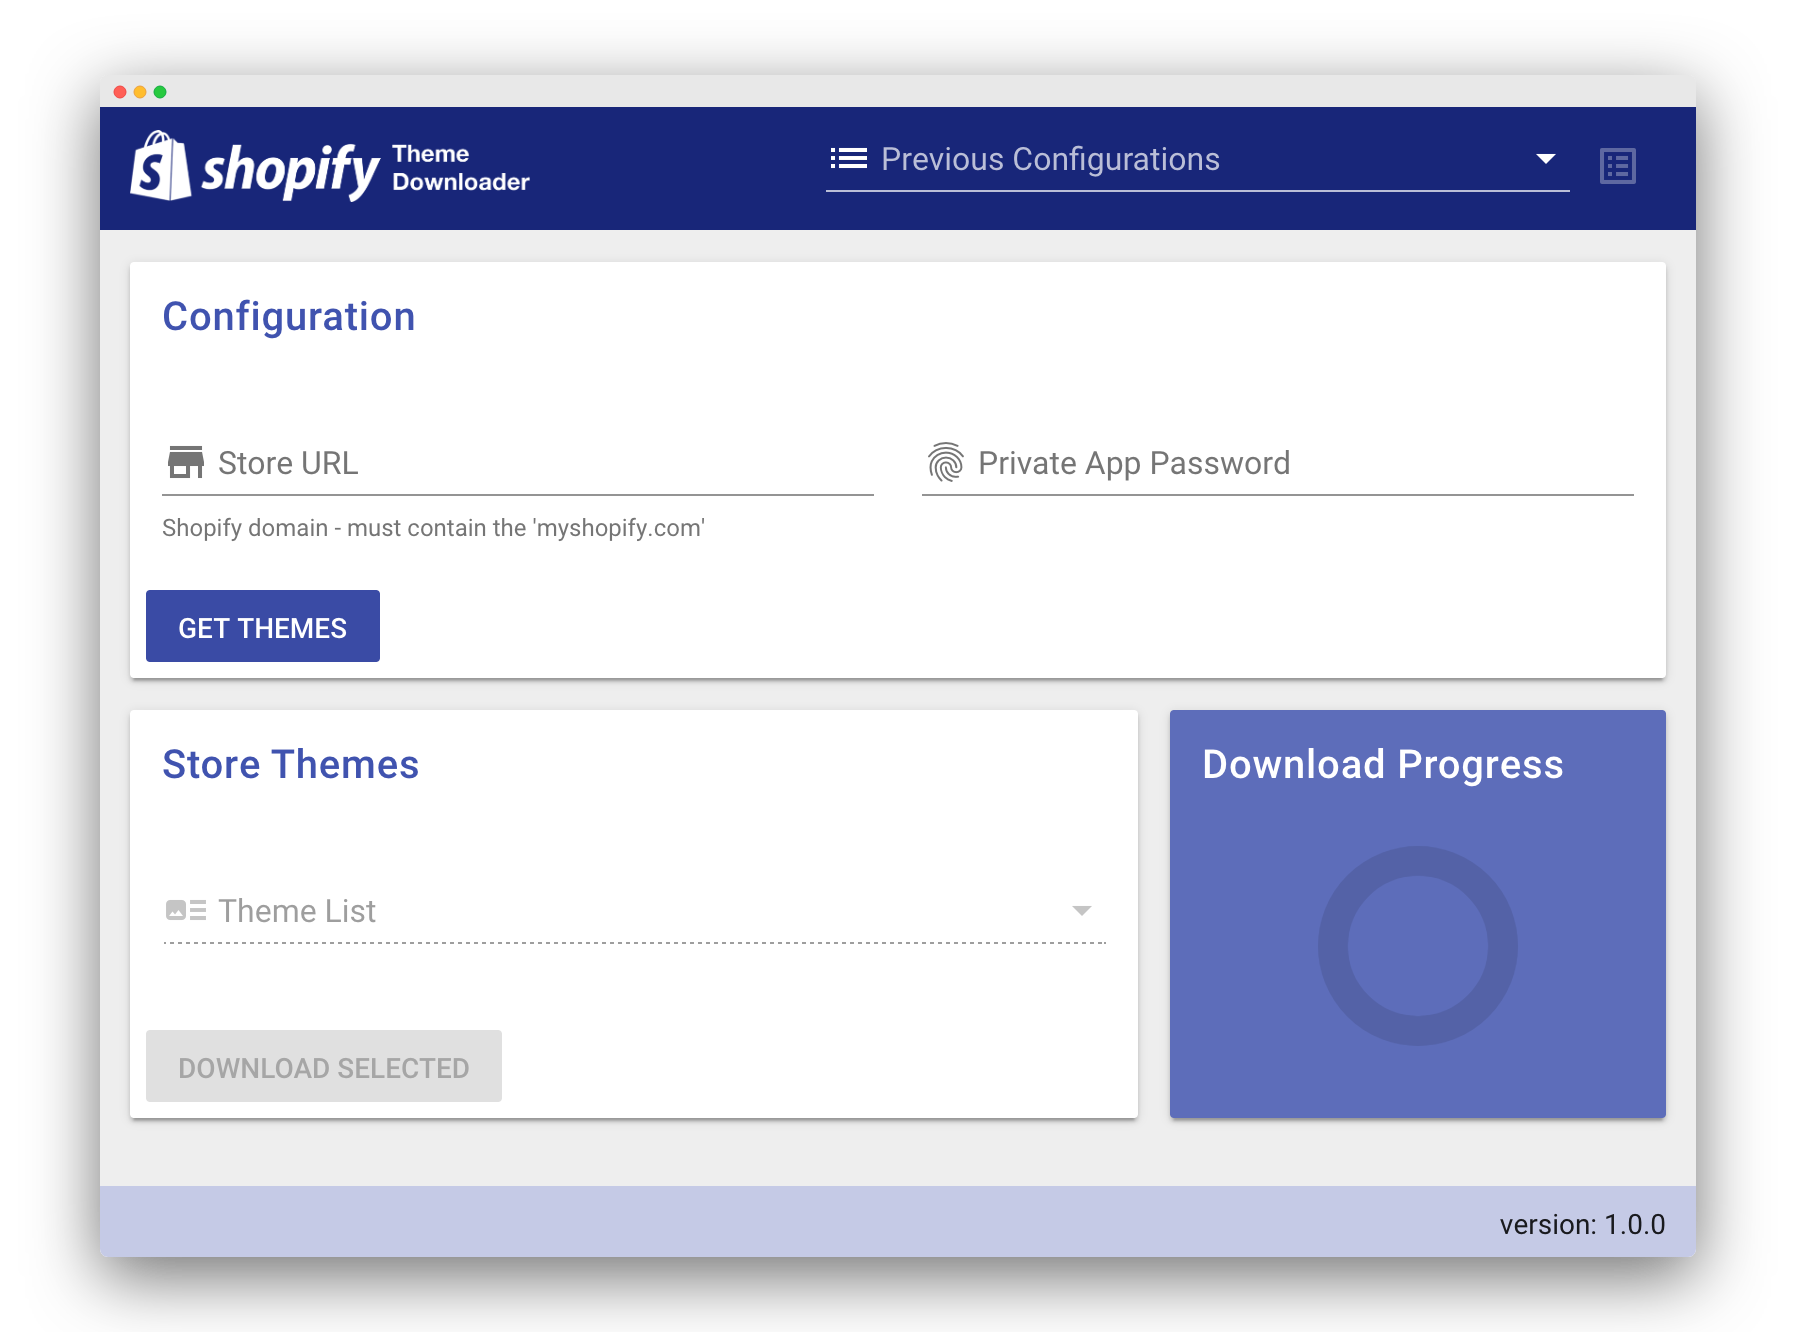 shopify Theme
Downloader
Previous Configurations
Configuration
Store URL
Private App Password
Shopify domain - must contain the 'myshopify.com'
GET THEMES
Store Themes
Theme List
DOWNLOAD SELECTED
Download Progress
version: 1.0.0